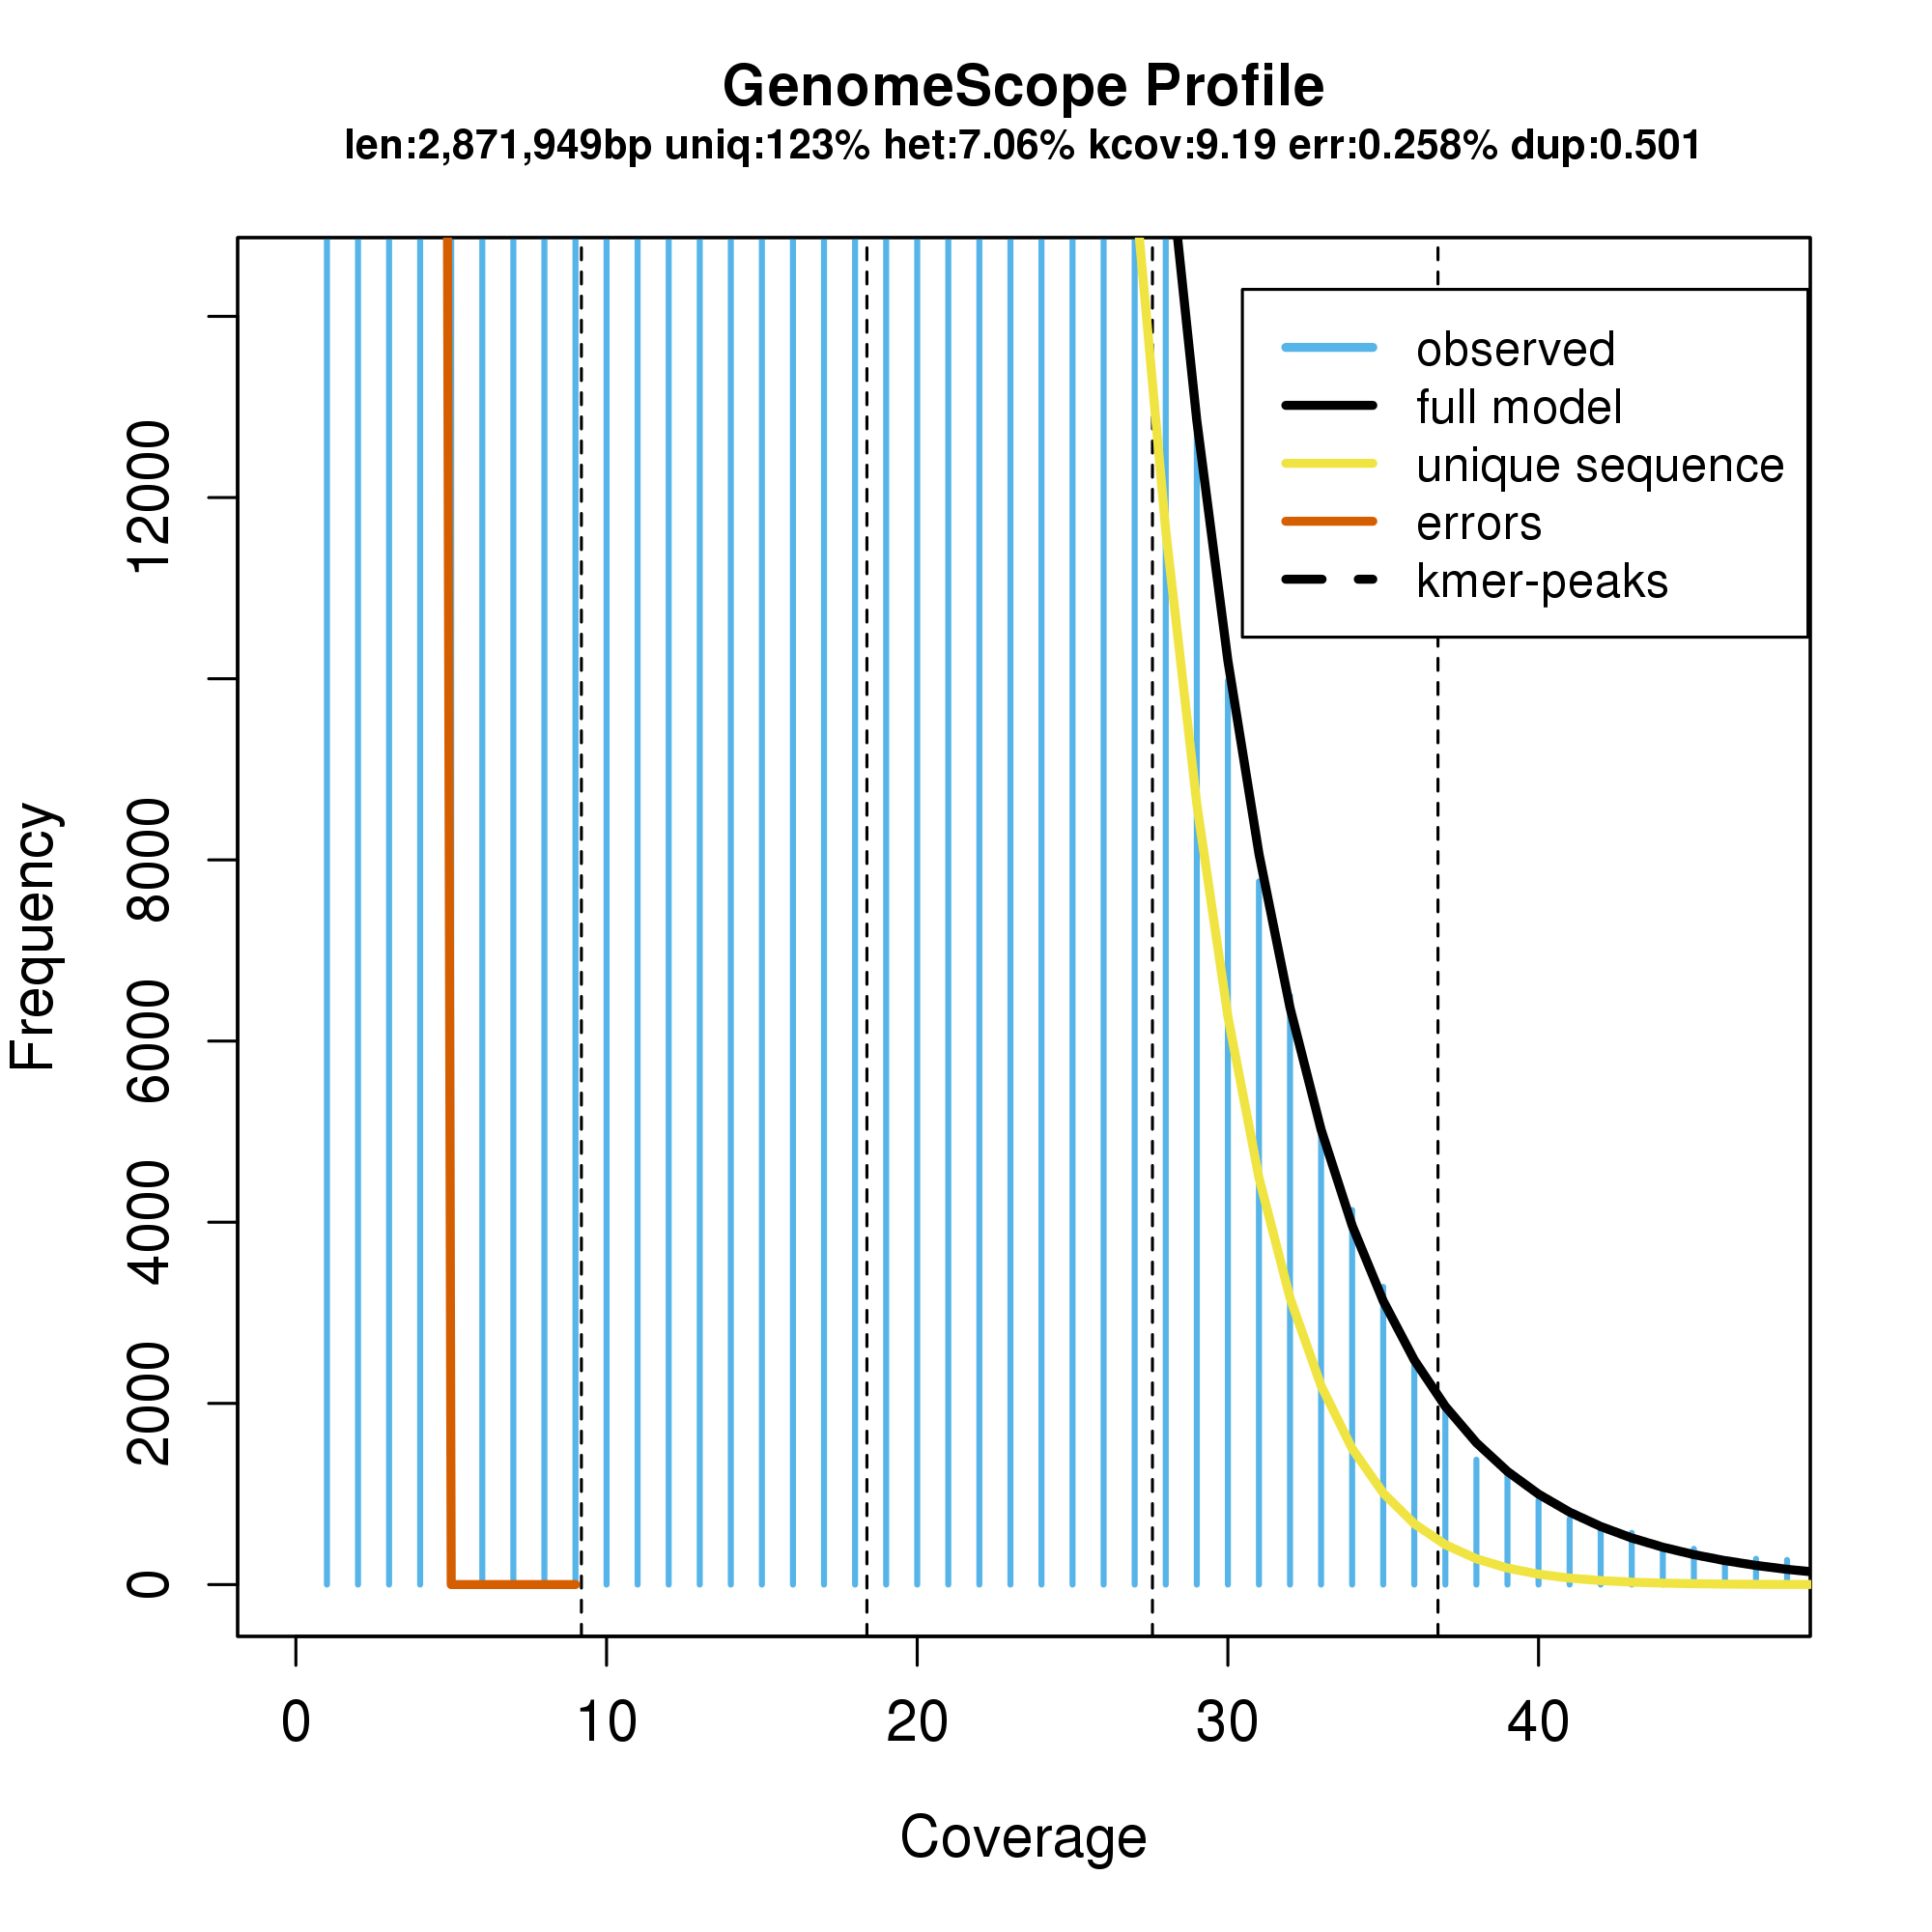 GenomeScope Profile
len:2,871,949bp uniq:123% het:7.06% kcov:9.19 err:0.258% dup:0.501
observed
full model
unique sequence
errors
kmer-peaks
Frequency
12000
8000
6000
4000
2000
0
0 10 20 30 40
Coverage